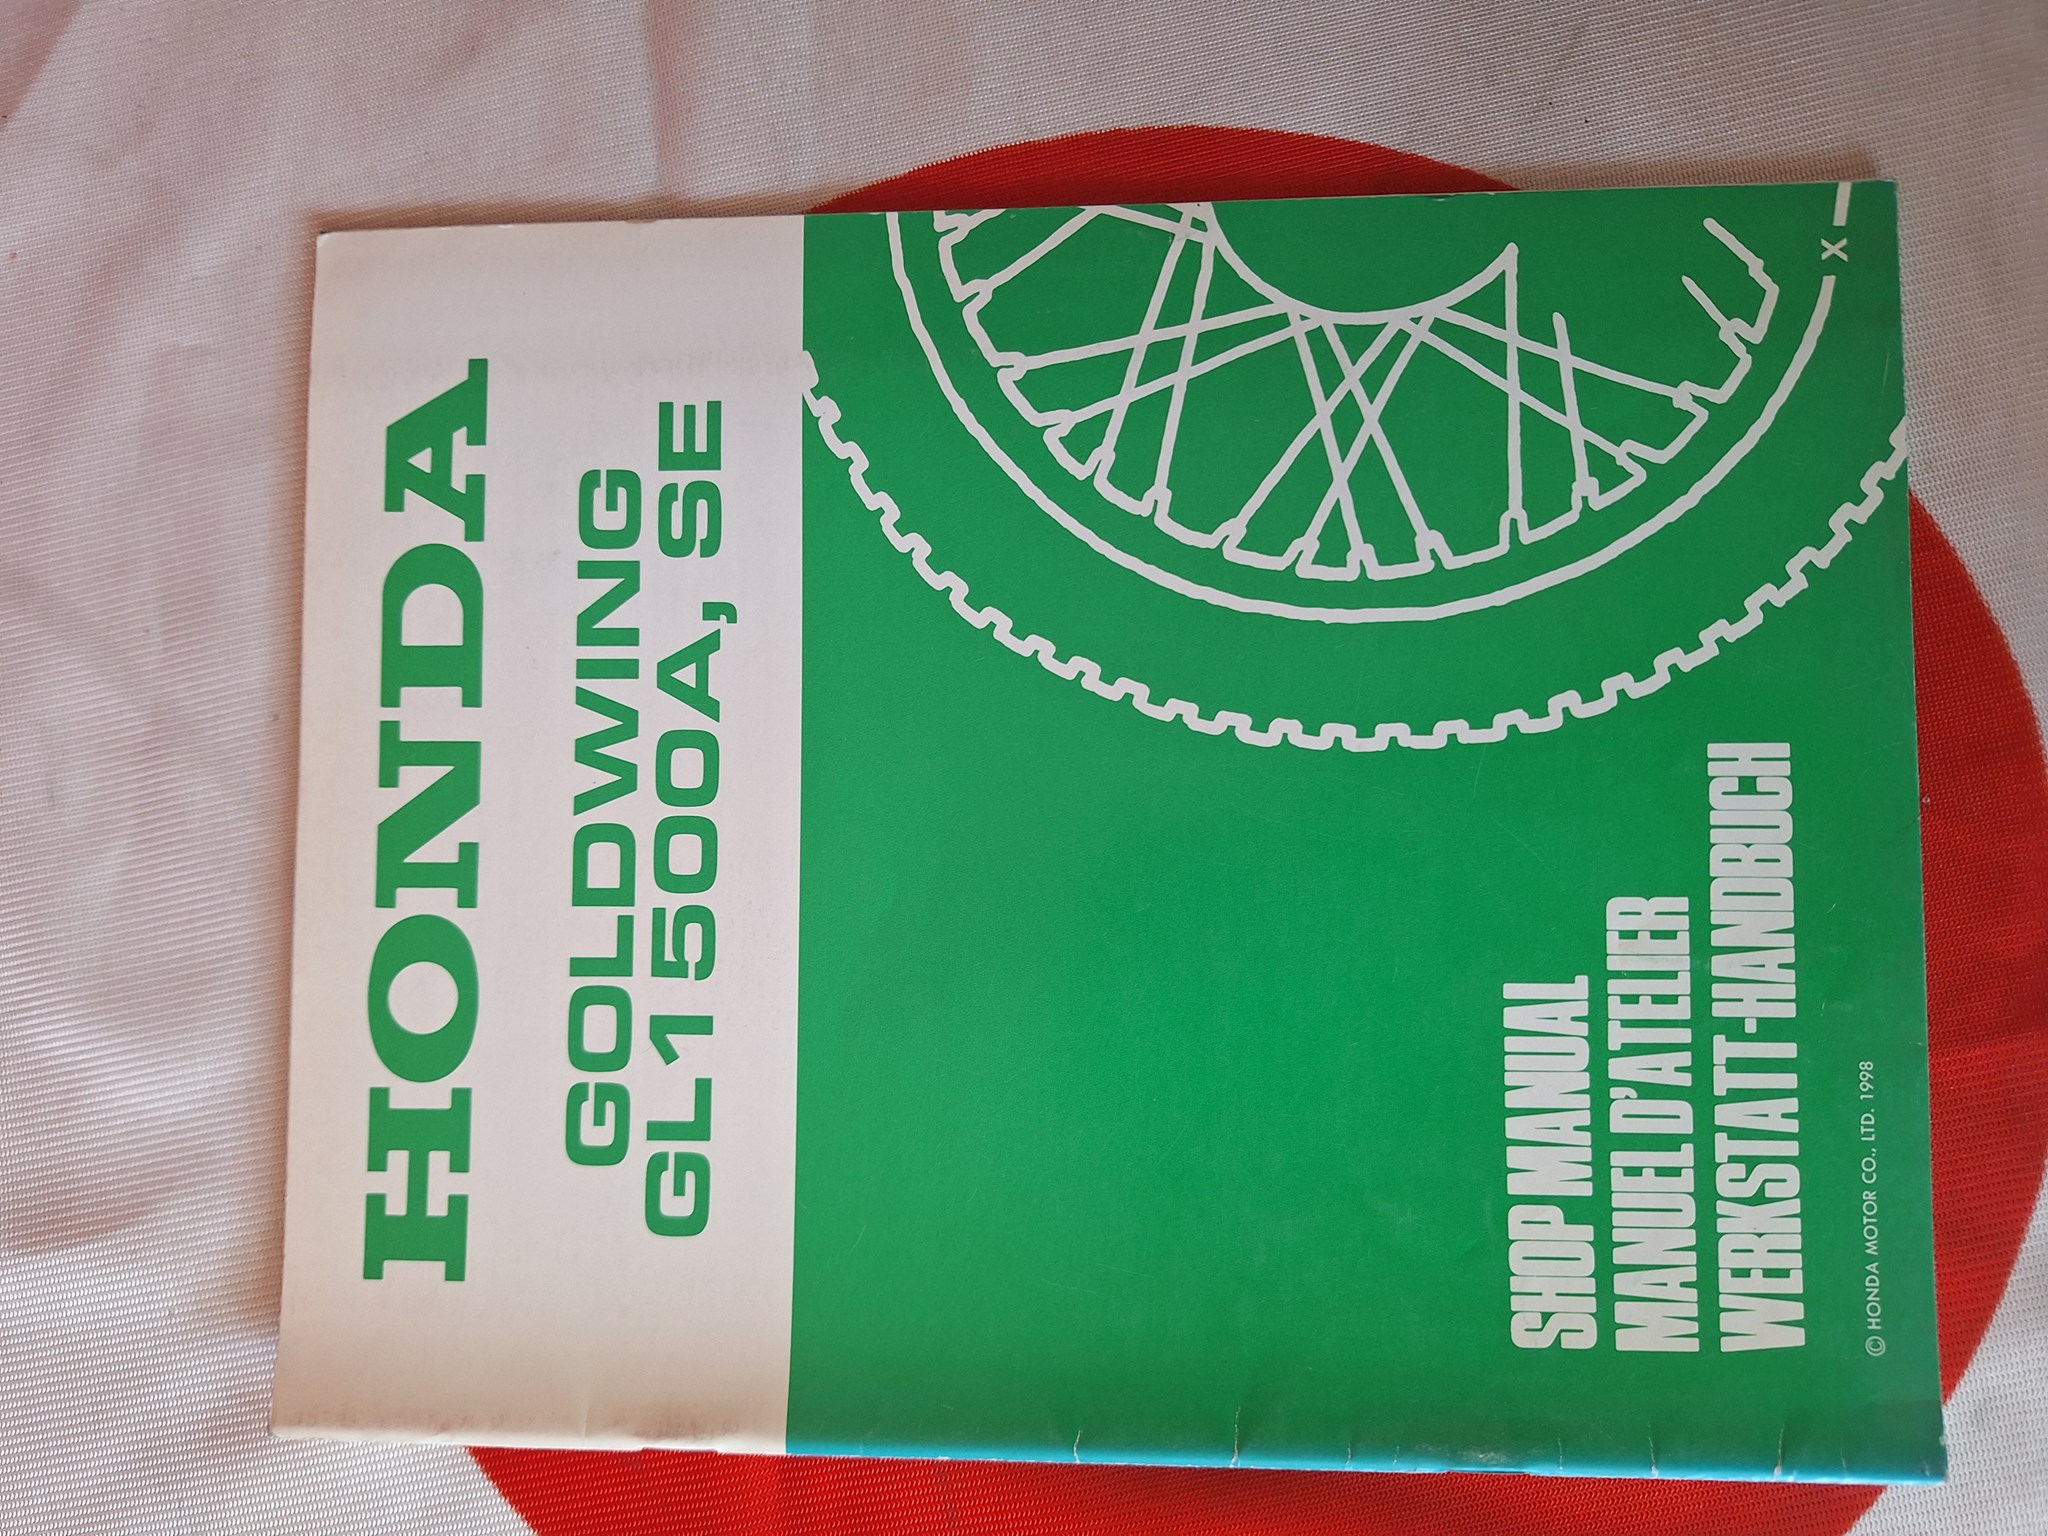 HONDA
GOLDWING
GL1500A, SE
X
SHOP MANUAL
MANUEL D'ATELIER
WERKSTATT-HANDBUCH
© HONDA MOTOR CO., LTD. 1998